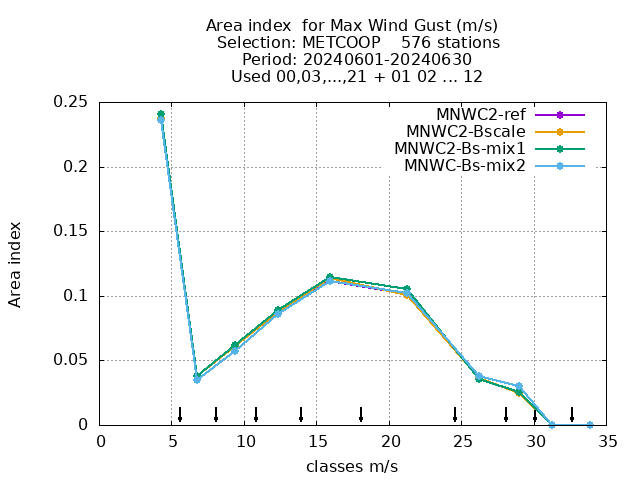 Area index  for Max Wind Gust (m/s)
Selection: METCOOP    576 stations
Period: 20240601-20240630
Used 00,03,...,21 + 01 02 ... 12
MNWC2-ref
MNWC2-Bscale
MNWC2-Bs-mix1
MNWC-Bs-mix2
0.25
0.2
0.15
0.1
0.05
0
Area index
0 5 10 15 20 25 30 35
classes m/s